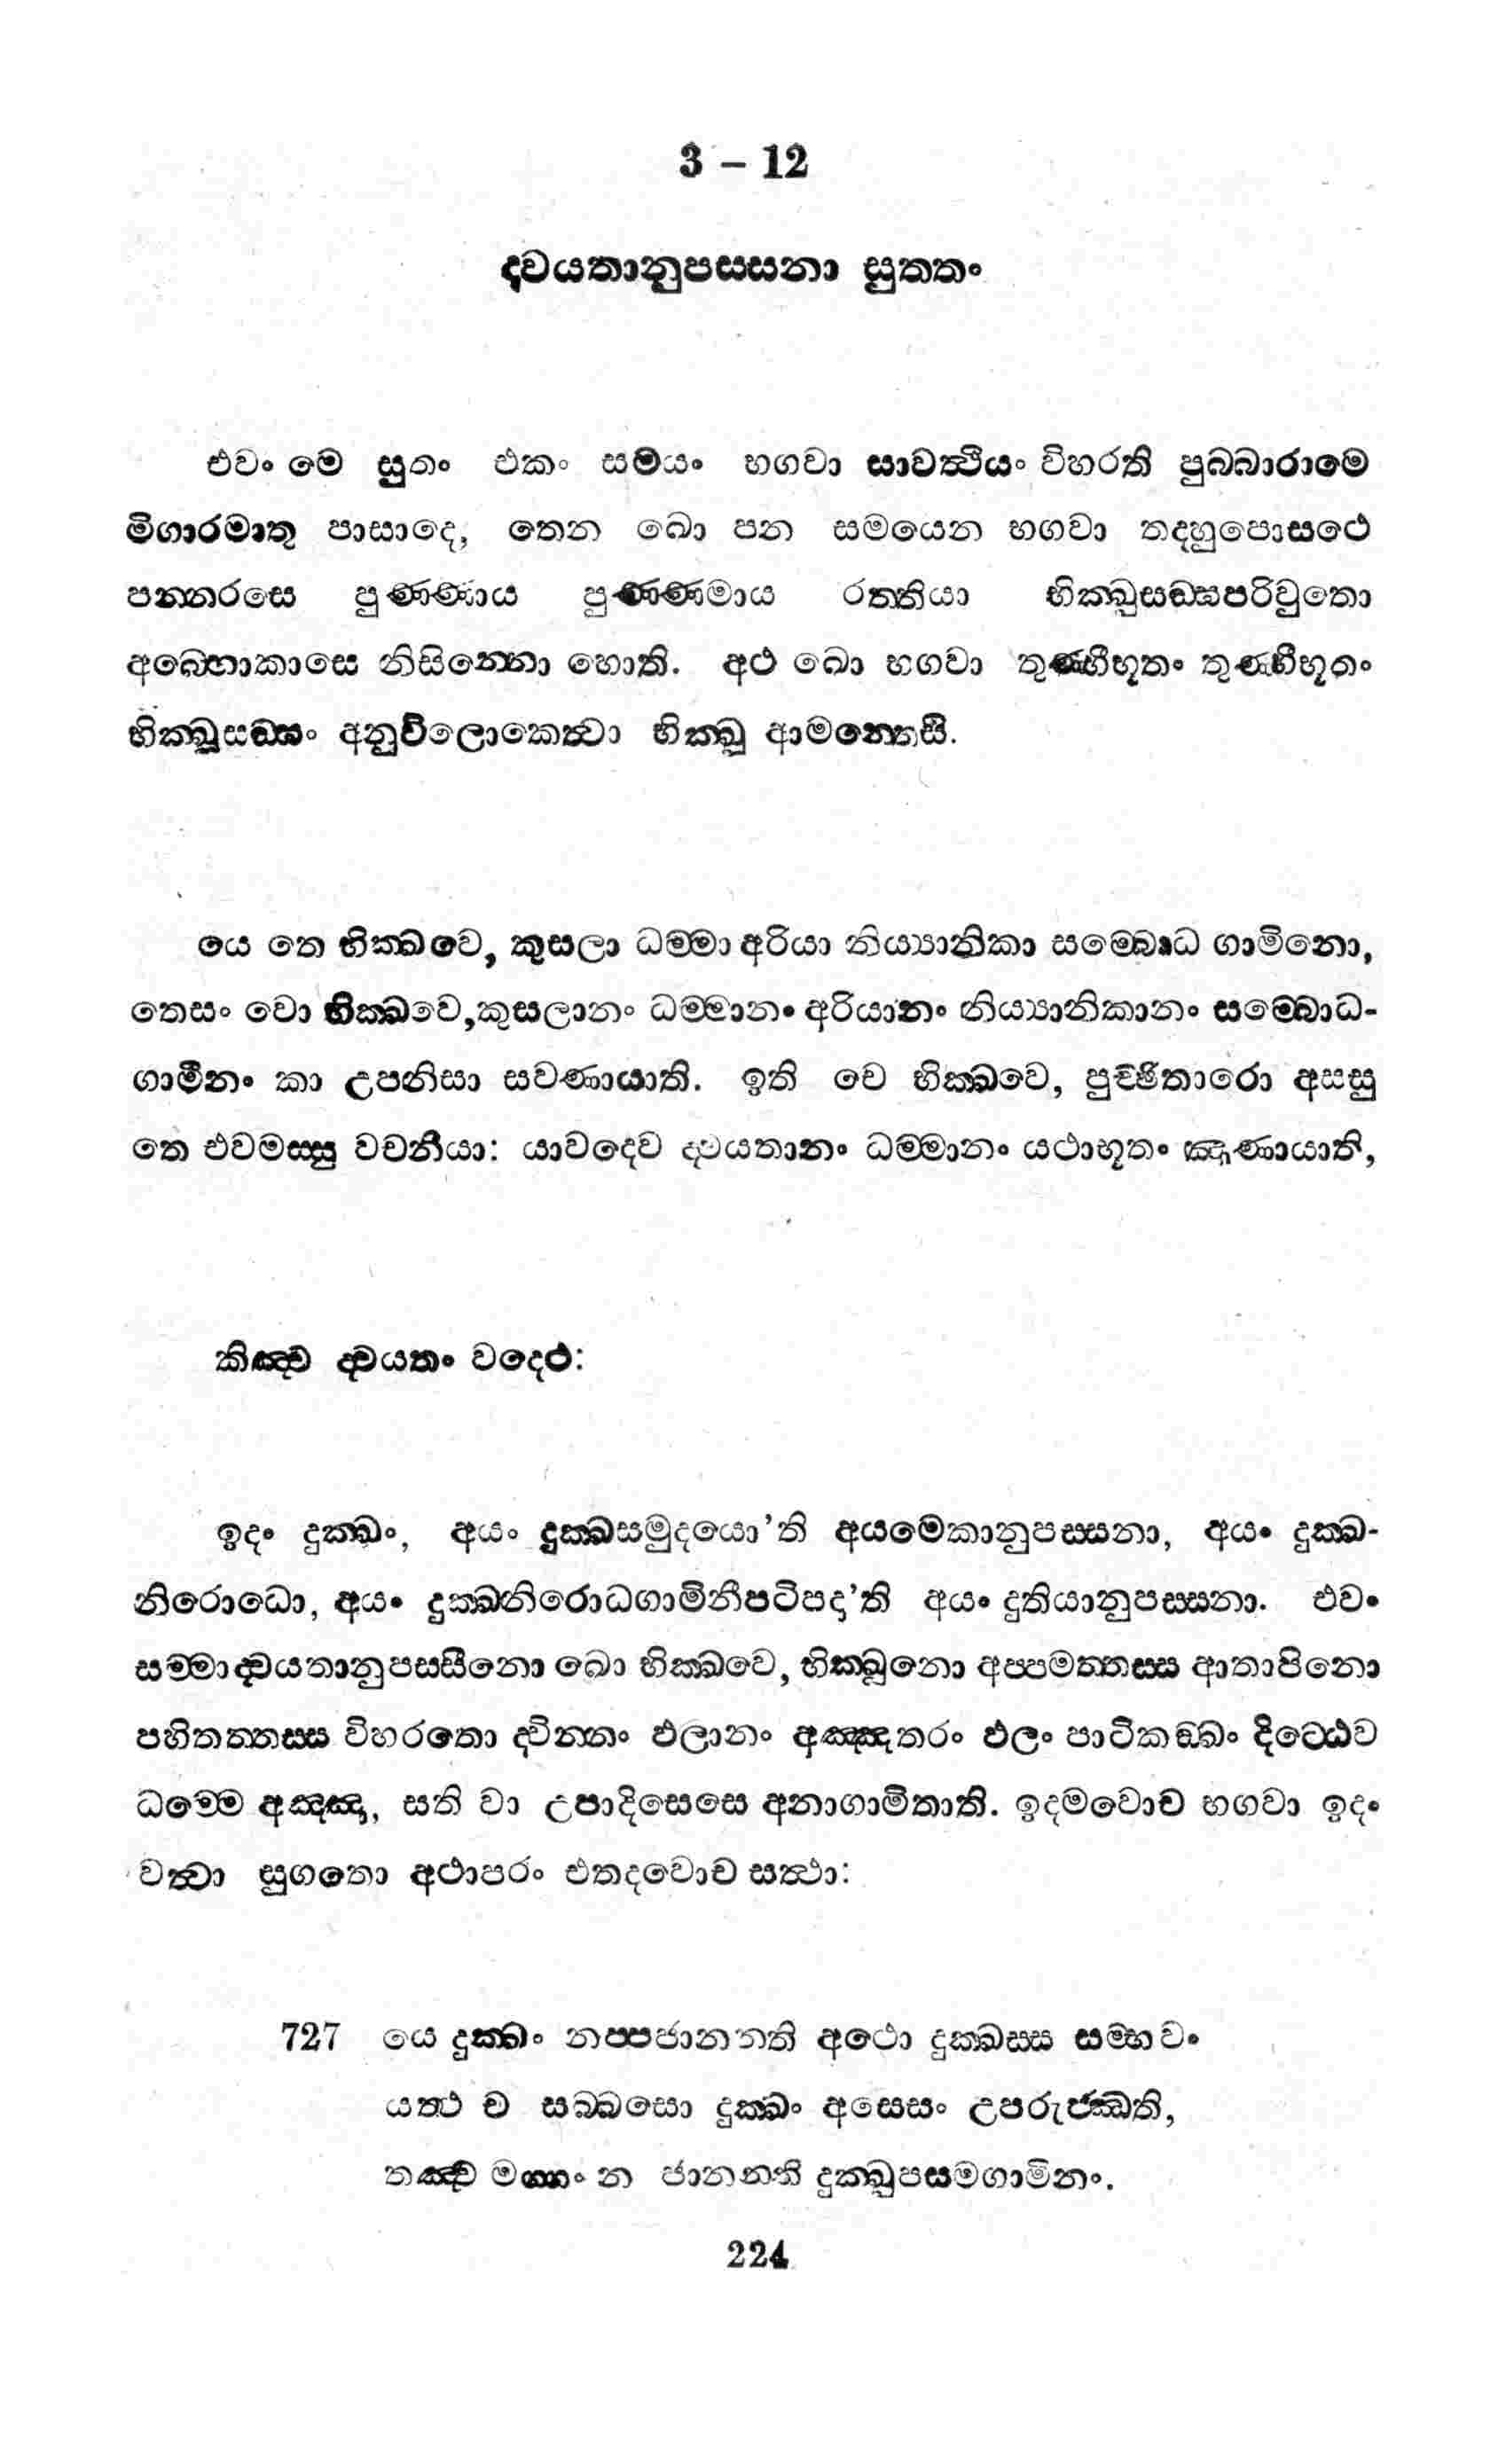 3 – 12
ද්වයතානුපස්සනා සුත්තං
එවං මෙ සුතං එකං සමයං භගවා සාවත්ථියං විහරති පුබ්බාරාමෙ
මිගාරමාතු පාසාදෙ, තෙන ඛො පන සමයෙන භගවා තදහුපොසථෙ
පන්නරසෙ පුණ්ණාය පුණ්ණමාය රත්තියා භික්ඛුසඞ්ඝපරිවුතො
අබ්භොකාසෙ නිසින්නො හොති. අථ ඛො භගවා තුණ්හීභූතං තුණ්හීභූතං
භික්ඛූසඞ්ඝං අනුවිලොකෙත්වා භික්ඛූ ආමන්තෙසි.
යෙ තෙ භික්ඛවෙ, කුසලා ධම්මා අරියා නිය්‍යානිකා සම්බොධ ගාමිනො,
තෙසං වො භික්ඛවෙ,කුසලානං ධම්මානං අරියානං නිය්‍යානිකානං සම්බොධ-
ගාමීනං කා උපනිසා සවණායාති. ඉති චෙ භික්ඛවෙ, පුච්ඡිතාරො අස්සු
තෙ එවමස්සු වචනීයා: යාවදෙව ද්වයතානං ධම්මානං යථාභූතං ඤාණායාති,
කිඤ්ච ද්වයතං වදෙථ:
ඉදං දුක්ඛං, අයං දුක්ඛසමුදයො'ති අයමෙකානුපස්සනා, අයං දුක්ඛ-
නිරොධො, අයං දුක්ඛනිරොධගාමිනීපටිපදා'ති අයං දුතියානුපස්සනා. එවං
සම්මාද්වයතානුපස්සිනො ඛො භික්ඛවෙ, භික්ඛුනො අප්පමත්තස්ස ආතාපිනො
පහිතත්තස්ස විහරතො ද්වින්නං ඵලානං අඤ්ඤතරං ඵලං පාටිකඞ්ඛං දිට්ඨෙව
ධම්මෙ අඤ්ඤා, සති වා උපාදිසෙසෙ අනාගාමිතාති. ඉදමවොච භගවා ඉදං
වත්වා සුගතො අථාපරං එතදවොච සත්ථා:
727 යෙ දුක්ඛං නප්පජානන්ති අථො දුක්ඛස්ස සම්භවං
යත්ථ ච සබ්බසො දුක්ඛං අසෙසං උපරුජ්ඣති,
තඤ්ච මග්ගං න ජානන්ති දුක්ඛූපසමගාමිනං.
224